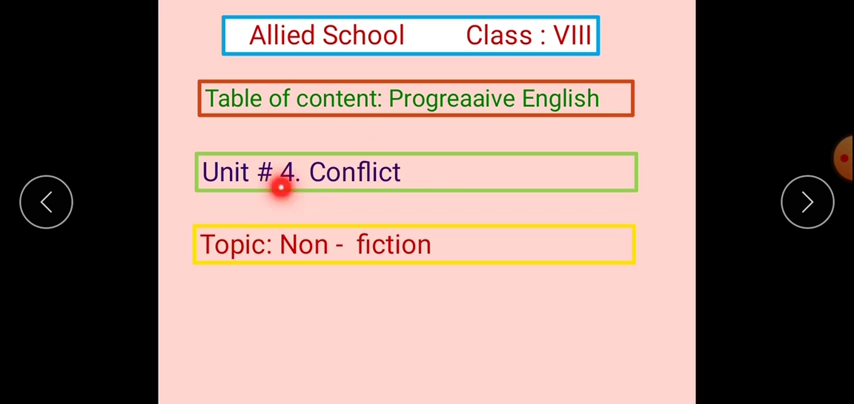 Allied School Class : VIII
Table of content: Progreaaive English
Unit # 4. Conflict
Topic: Non - fiction